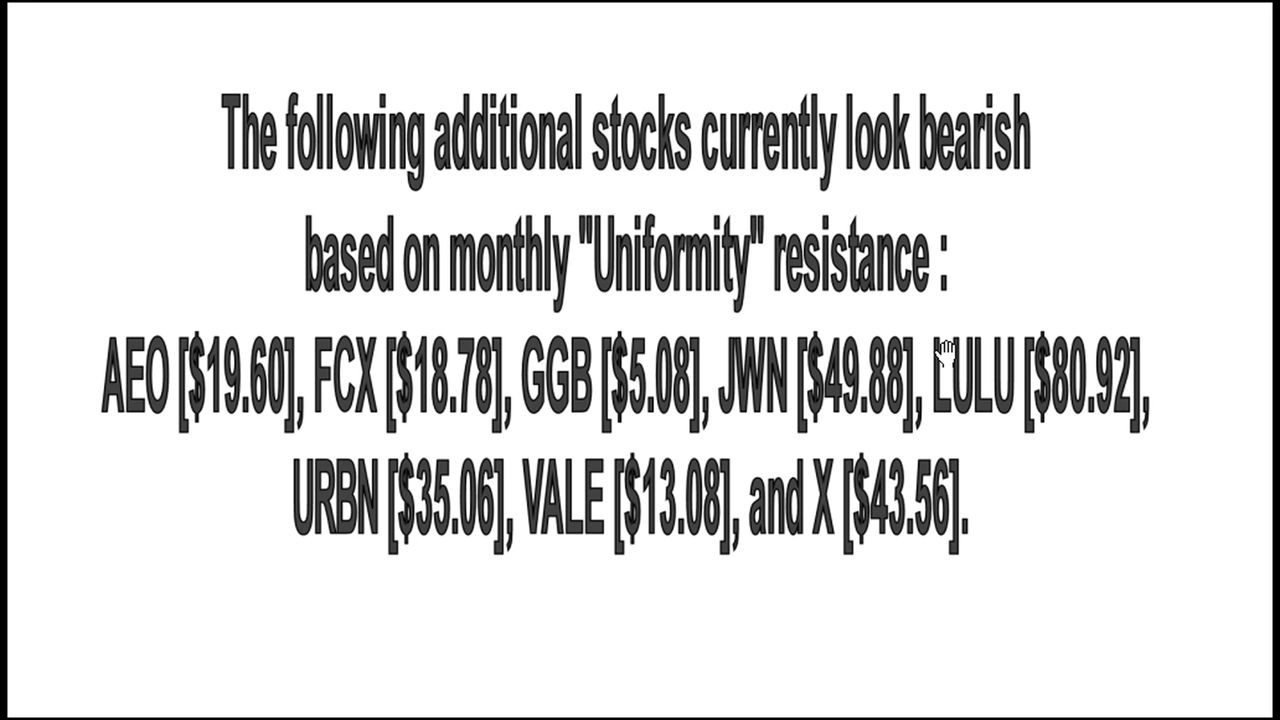 The following additional stocks currently look bearish
based on monthly "Uniformity" resistance :
AEO [$19.60], FCX [$18.78], GGB [$5.08], JWN [$49.88], LULU [$80.92],
URBN [$35.06], VALE [$13.08], and X [$43.56].